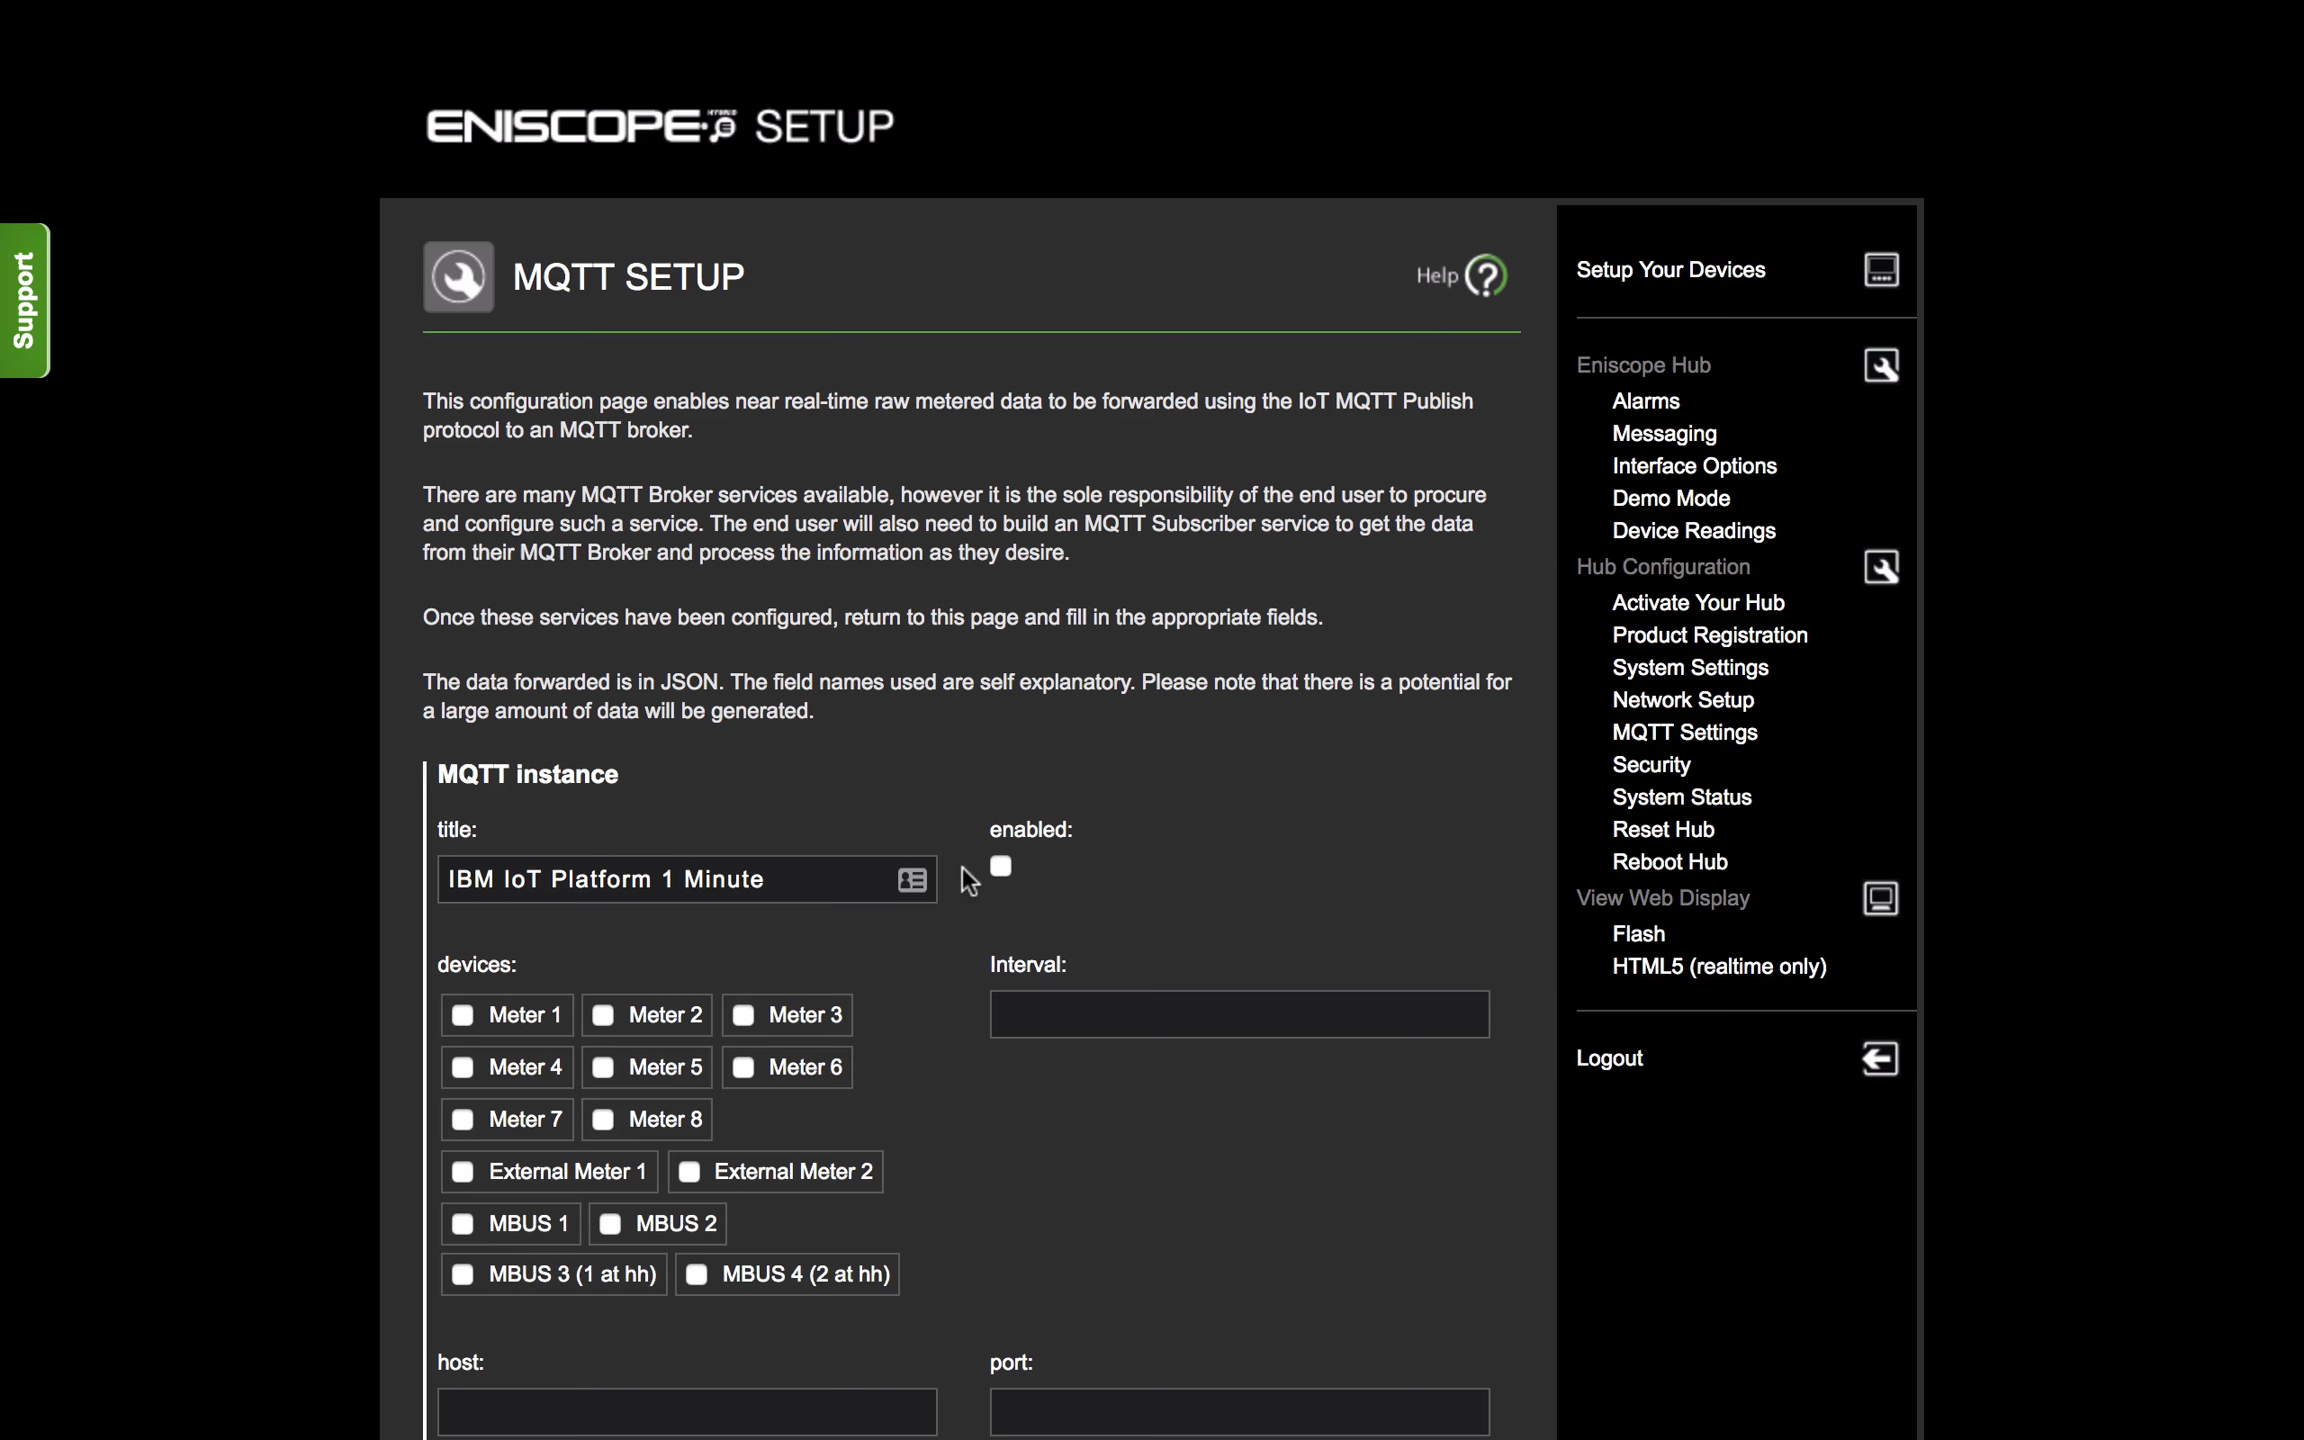 ENISCOPE HYBRID SETUP
Support
MQTT SETUP
Help
This configuration page enables near real-time raw metered data to be forwarded using the IoT MQTT Publish
protocol to an MQTT broker.
There are many MQTT Broker services available, however it is the sole responsibility of the end user to procure
and configure such a service. The end user will also need to build an MQTT Subscriber service to get the data
from their MQTT Broker and process the information as they desire.
Once these services have been configured, return to this page and fill in the appropriate fields.
The data forwarded is in JSON. The field names used are self explanatory. Please note that there is a potential for
a large amount of data will be generated.
MQTT instance
title:
enabled:
IBM IoT Platform 1 Minute
devices:
Interval:
Meter 1 Meter 2 Meter 3
Meter 4 Meter 5 Meter 6
Meter 7 Meter 8
External Meter 1 External Meter 2
MBUS 1 MBUS 2
MBUS 3 (1 at hh) MBUS 4 (2 at hh)
host:
port:
Setup Your Devices
Eniscope Hub
Alarms
Messaging
Interface Options
Demo Mode
Device Readings
Hub Configuration
Activate Your Hub
Product Registration
System Settings
Network Setup
MQTT Settings
Security
System Status
Reset Hub
Reboot Hub
View Web Display
Flash
HTML5 (realtime only)
Logout